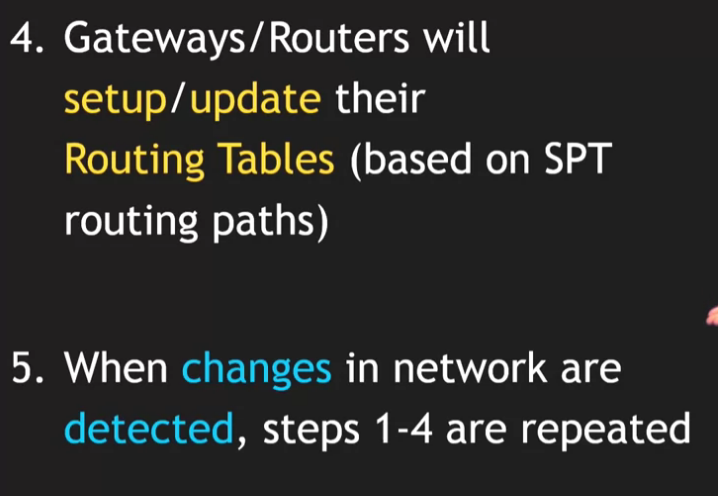 4. Gateways/Routers will
setup/update their
Routing Tables (based on SPT
routing paths)
5. When changes in network are
detected, steps 1-4 are repeated